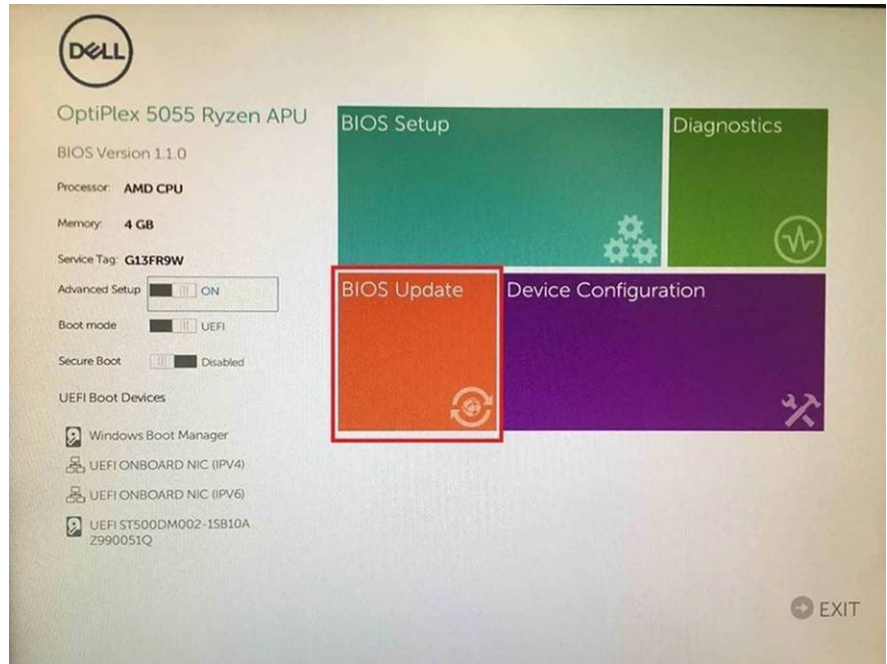 DELL
OptiPlex 5055 Ryzen APU
BIOS Version 1.1.0
Processor: AMD CPU
Memory: 4 GB
Service Tag: G13FR9W
Advanced Setup ON
Boot mode UEFI
Secure Boot Disabled
UEFI Boot Devices
Windows Boot Manager
UEFI ONBOARD NIC (IPV4)
UEFI ONBOARD NIC (IPV6)
UEFI ST500DM002-1SB10A
Z990051Q
BIOS Setup
Diagnostics
BIOS Update
Device Configuration
EXIT